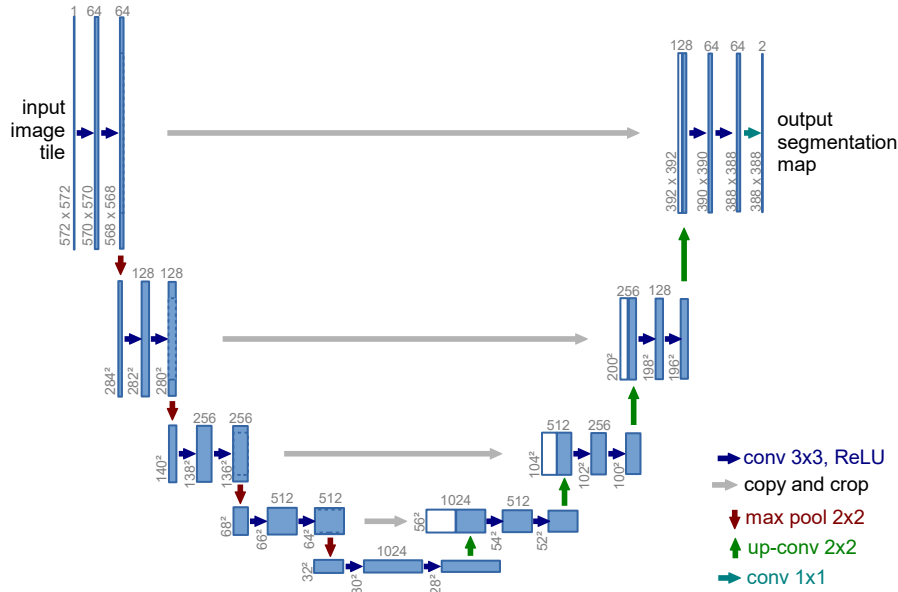 1 64 64
input
image
tile
572 x 572
570 x 570
568 x 568
128 64 64 2
output
segmentation
map
392 x 392
390 x 390
388 x 388
388 x 388
128 128
284²
282²
280²
256 128
200²
198²
196²
256 256
140²
138²
136²
512 256
104²
102²
100²
512 512
68²
66²
64²
1024 512
56²
54²
52²
1024
32²
30²
28²
conv 3x3, ReLU
copy and crop
max pool 2x2
up-conv 2x2
conv 1x1